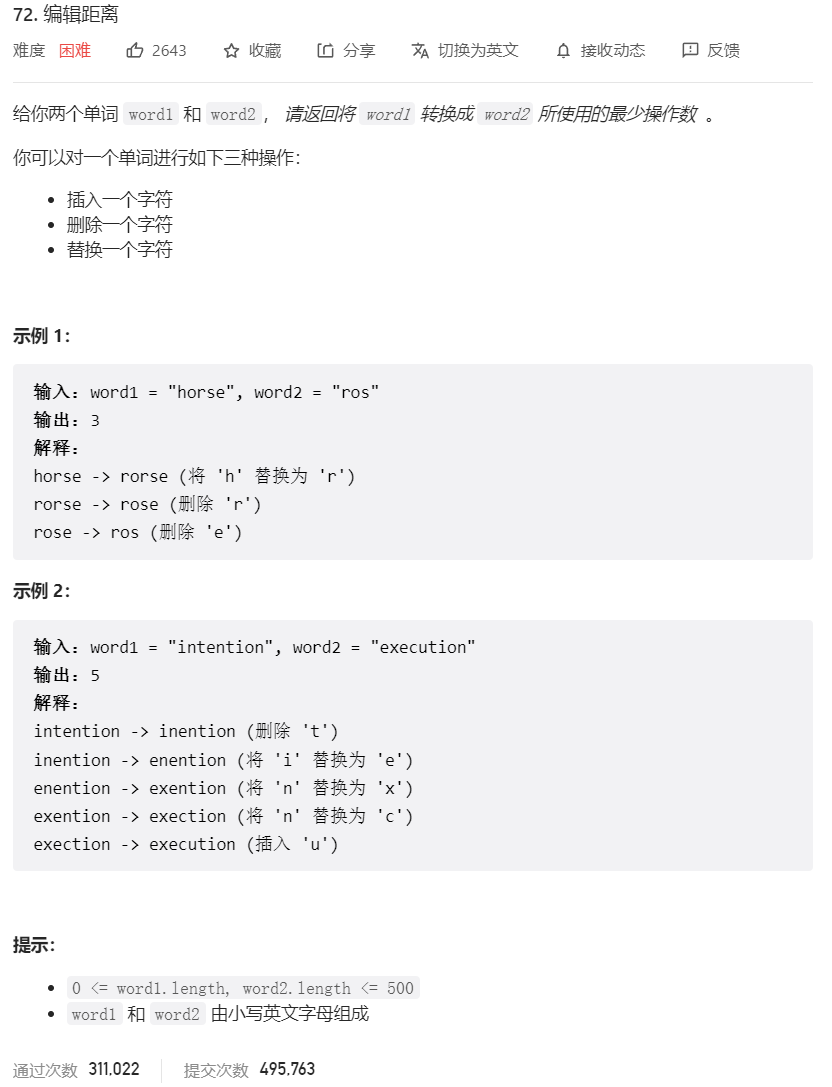 72. 编辑距离
难度 困难 2643 收藏 分享 切换为英文 接收动态 反馈
给你两个单词 word1 和 word2， 请返回将 word1 转换成 word2 所使用的最少操作数 。
你可以对一个单词进行如下三种操作：
插入一个字符
删除一个字符
替换一个字符
示例 1：
输入：word1 = "horse", word2 = "ros"
输出：3
解释：
horse -> rorse (将 'h' 替换为 'r')
rorse -> rose (删除 'r')
rose -> ros (删除 'e')
示例 2：
输入：word1 = "intention", word2 = "execution"
输出：5
解释：
intention -> inention (删除 't')
inention -> enention (将 'i' 替换为 'e')
enention -> exention (将 'n' 替换为 'x')
exention -> exection (将 'n' 替换为 'c')
exection -> execution (插入 'u')
提示：
0 <= word1.length, word2.length <= 500
word1 和 word2 由小写英文字母组成
通过次数 311,022 提交次数 495,763